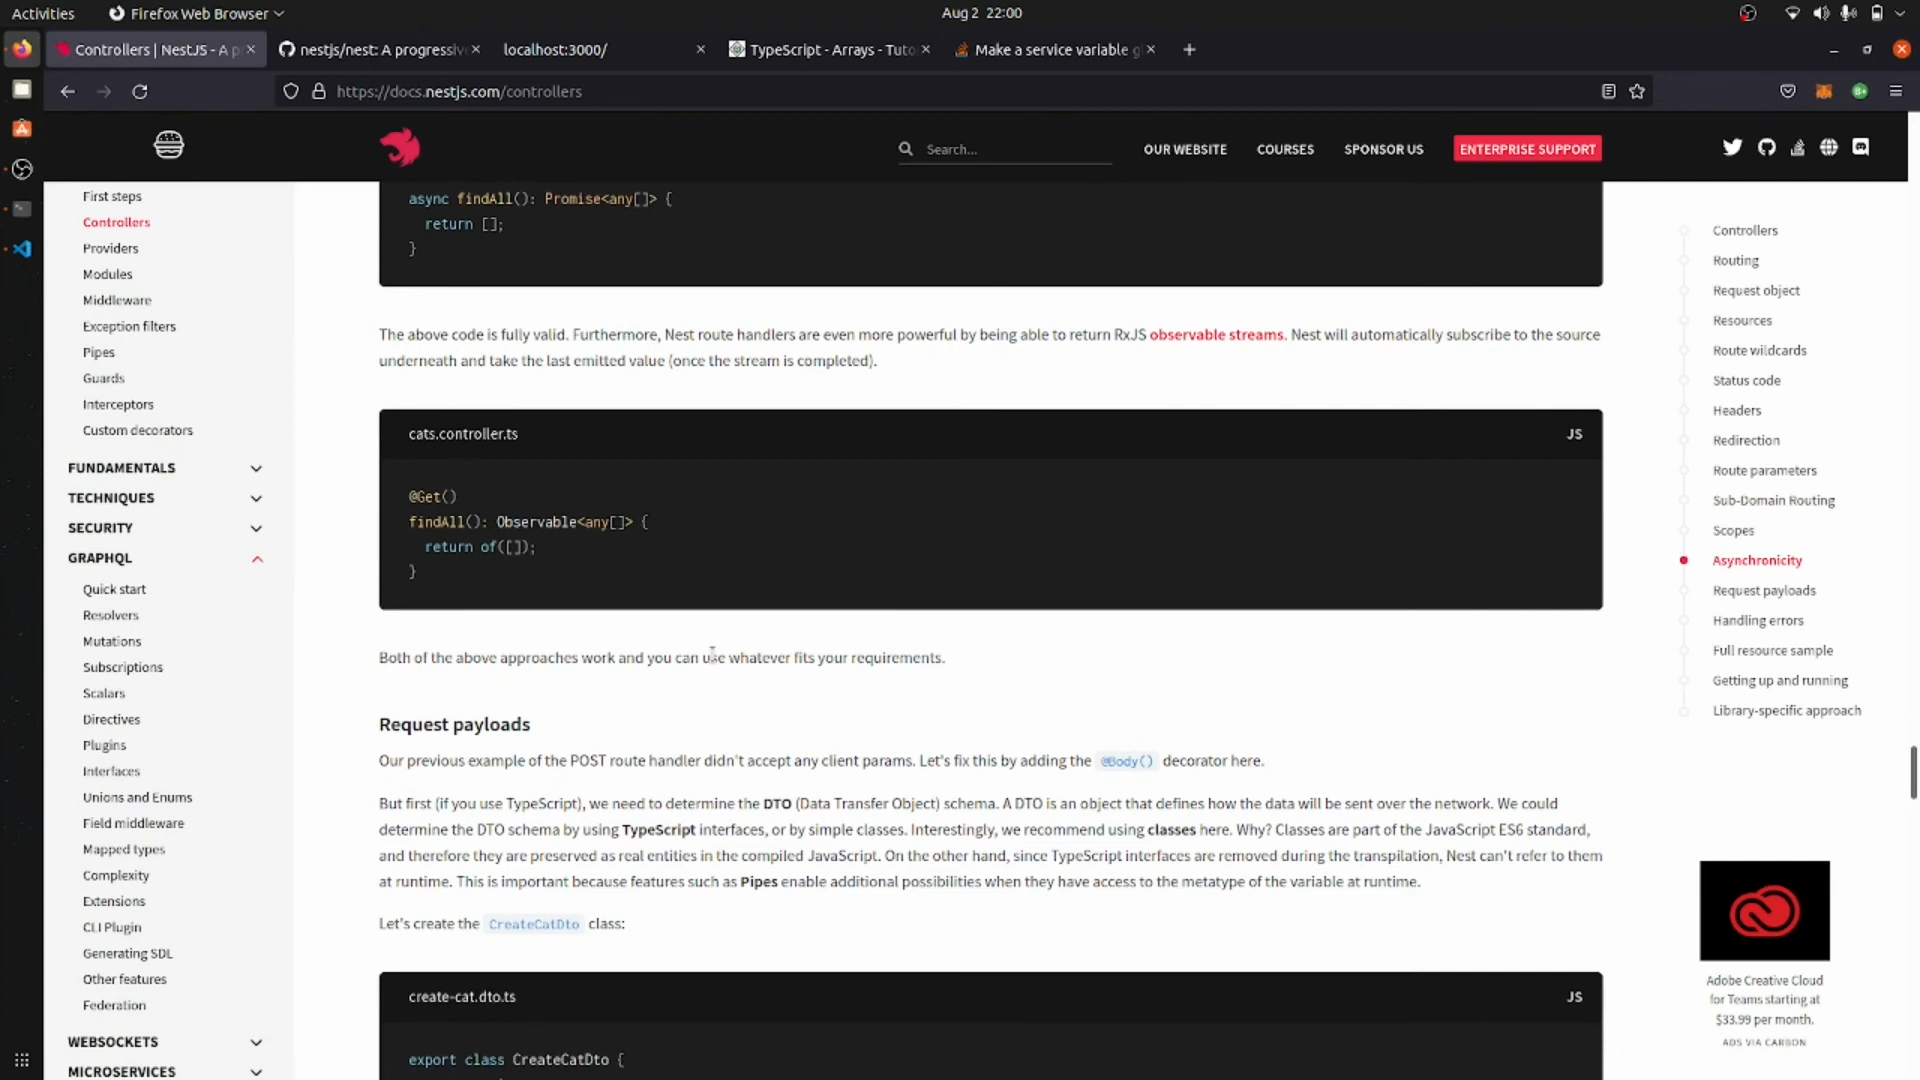 Activities
Firefox Web Browser
Aug 2 22:00
Controllers | NestJS - A p
nestjs/nest: A progressiv
localhost:3000/
TypeScript - Arrays - Tuto
Make a service variable g
https://docs.nestjs.com/controllers
Search...
OUR WEBSITE
COURSES
SPONSOR US
ENTERPRISE SUPPORT
First steps
Controllers
Providers
Modules
Middleware
Exception filters
Pipes
Guards
Interceptors
Custom decorators
FUNDAMENTALS
TECHNIQUES
SECURITY
GRAPHQL
Quick start
Resolvers
Mutations
Subscriptions
Scalars
Directives
Plugins
Interfaces
Unions and Enums
Field middleware
Mapped types
Complexity
Extensions
CLI Plugin
Generating SDL
Other features
Federation
WEBSOCKETS
MICROSERVICES
async findAll(): Promise<any[]> {
return [];
}
The above code is fully valid. Furthermore, Nest route handlers are even more powerful by being able to return RxJS observable streams. Nest will automatically subscribe to the source
underneath and take the last emitted value (once the stream is completed).
cats.controller.ts
JS
@Get()
findAll(): Observable<any[]> {
return of([]);
}
Both of the above approaches work and you can use whatever fits your requirements.
Request payloads
Our previous example of the POST route handler didn't accept any client params. Let's fix this by adding the @Body() decorator here.
But first (if you use TypeScript), we need to determine the DTO (Data Transfer Object) schema. A DTO is an object that defines how the data will be sent over the network. We could
determine the DTO schema by using TypeScript interfaces, or by simple classes. Interestingly, we recommend using classes here. Why? Classes are part of the JavaScript ES6 standard,
and therefore they are preserved as real entities in the compiled JavaScript. On the other hand, since TypeScript interfaces are removed during the transpilation, Nest can't refer to them
at runtime. This is important because features such as Pipes enable additional possibilities when they have access to the metatype of the variable at runtime.
Let's create the CreateCatDto class:
create-cat.dto.ts
JS
export class CreateCatDto {
Controllers
Routing
Request object
Resources
Route wildcards
Status code
Headers
Redirection
Route parameters
Sub-Domain Routing
Scopes
Asynchronicity
Request payloads
Handling errors
Full resource sample
Getting up and running
Library-specific approach
Adobe Creative Cloud
for Teams starting at
$33.99 per month.
ADS VIA CARBON